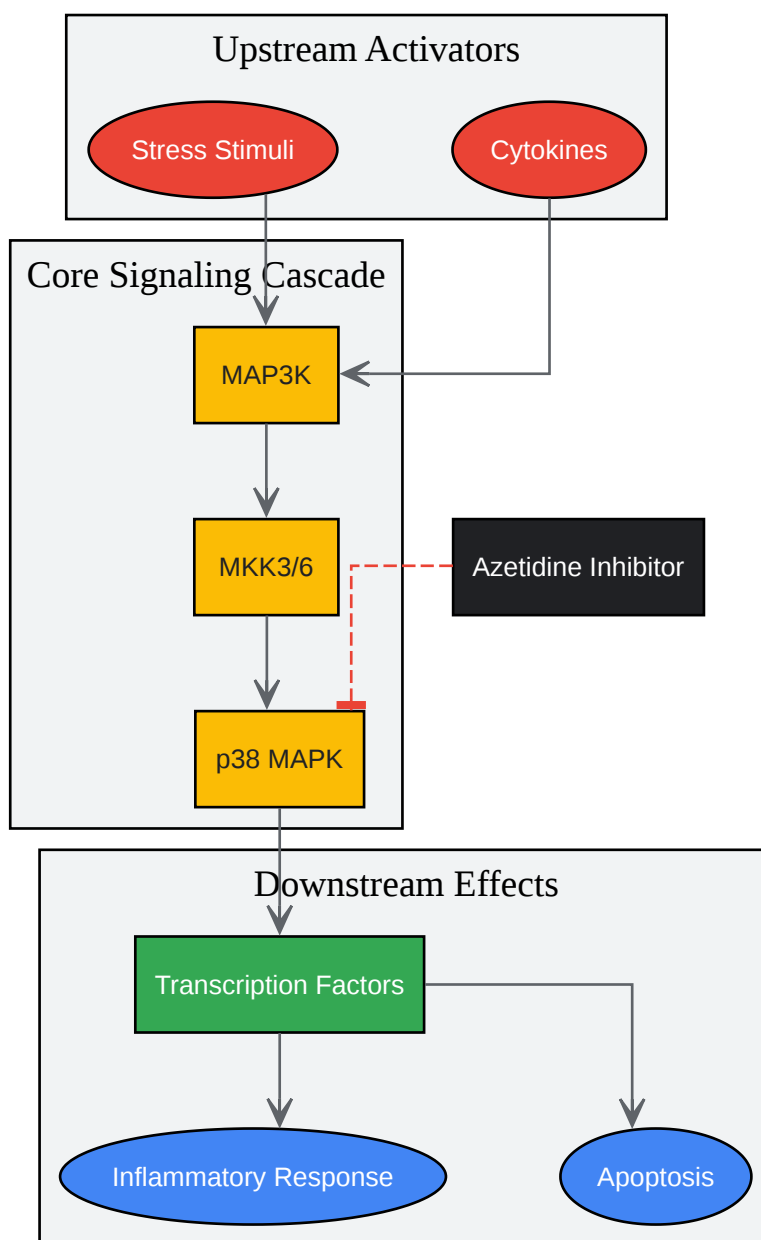 Upstream Activators
Stress Stimuli
Cytokines
Core Signaling Cascade
MAP3K
MKK3/6
Azetidine Inhibitor
p38 MAPK
Downstream Effects
Transcription Factors
Inflammatory Response
Apoptosis